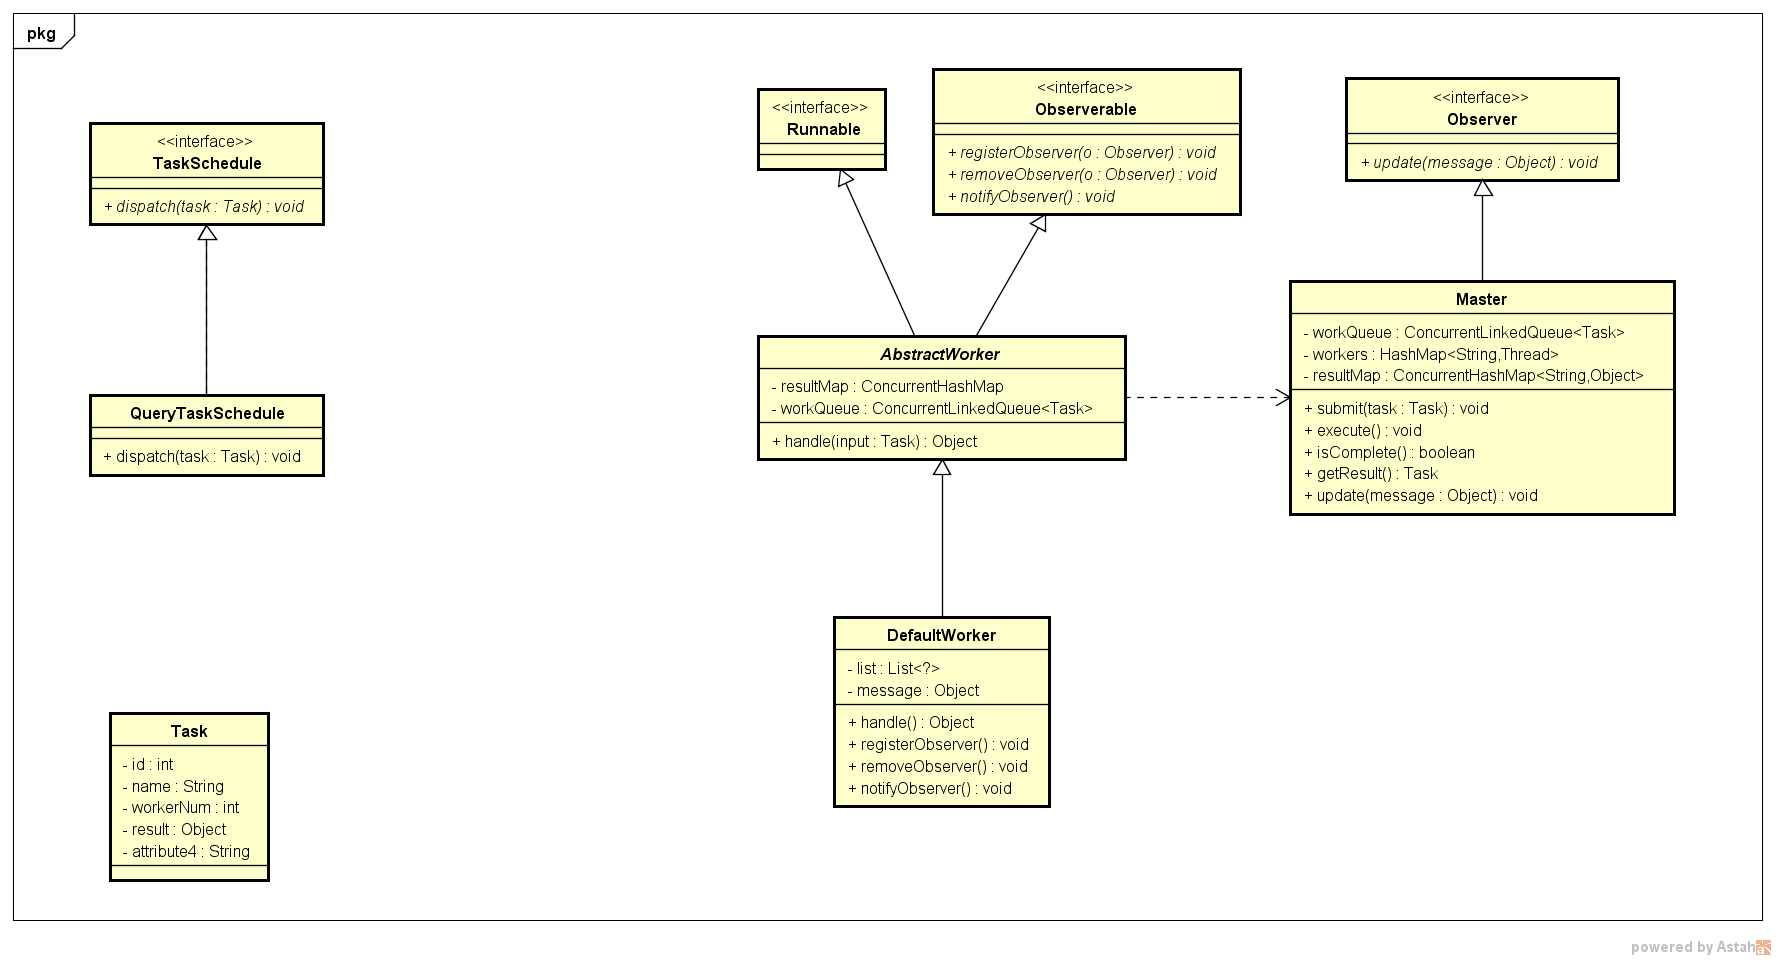 pkg
<<interface>>
TaskSchedule
+ dispatch(task : Task) : void
QueryTaskSchedule
+ dispatch(task : Task) : void
Task
- id : int
- name : String
- workerNum : int
- result : Object
- attribute4 : String
<<interface>>
Runnable
<<interface>>
Observerable
+ registerObserver(o : Observer) : void
+ removeObserver(o : Observer) : void
+ notifyObserver() : void
AbstractWorker
- resultMap : ConcurrentHashMap
- workQueue : ConcurrentLinkedQueue<Task>
+ handle(input : Task) : Object
DefaultWorker
- list : List<?>
- message : Object
+ handle() : Object
+ registerObserver() : void
+ removeObserver() : void
+ notifyObserver() : void
<<interface>>
Observer
+ update(message : Object) : void
Master
- workQueue : ConcurrentLinkedQueue<Task>
- workers : HashMap<String,Thread>
- resultMap : ConcurrentHashMap<String,Object>
+ submit(task : Task) : void
+ execute() : void
+ isComplete() : boolean
+ getResult() : Task
+ update(message : Object) : void
powered by Astah